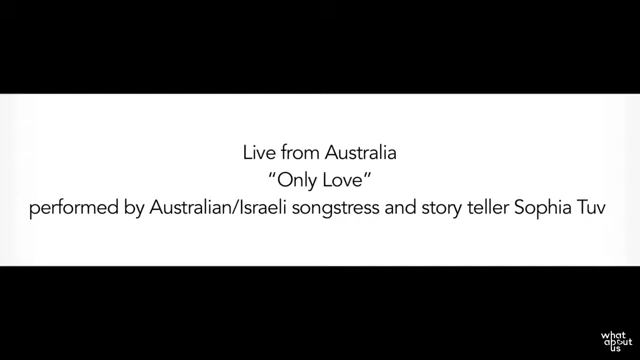 Live from Australia
“Only Love”
performed by Australian/Israeli songstress and story teller Sophia Tuv
what
about
us